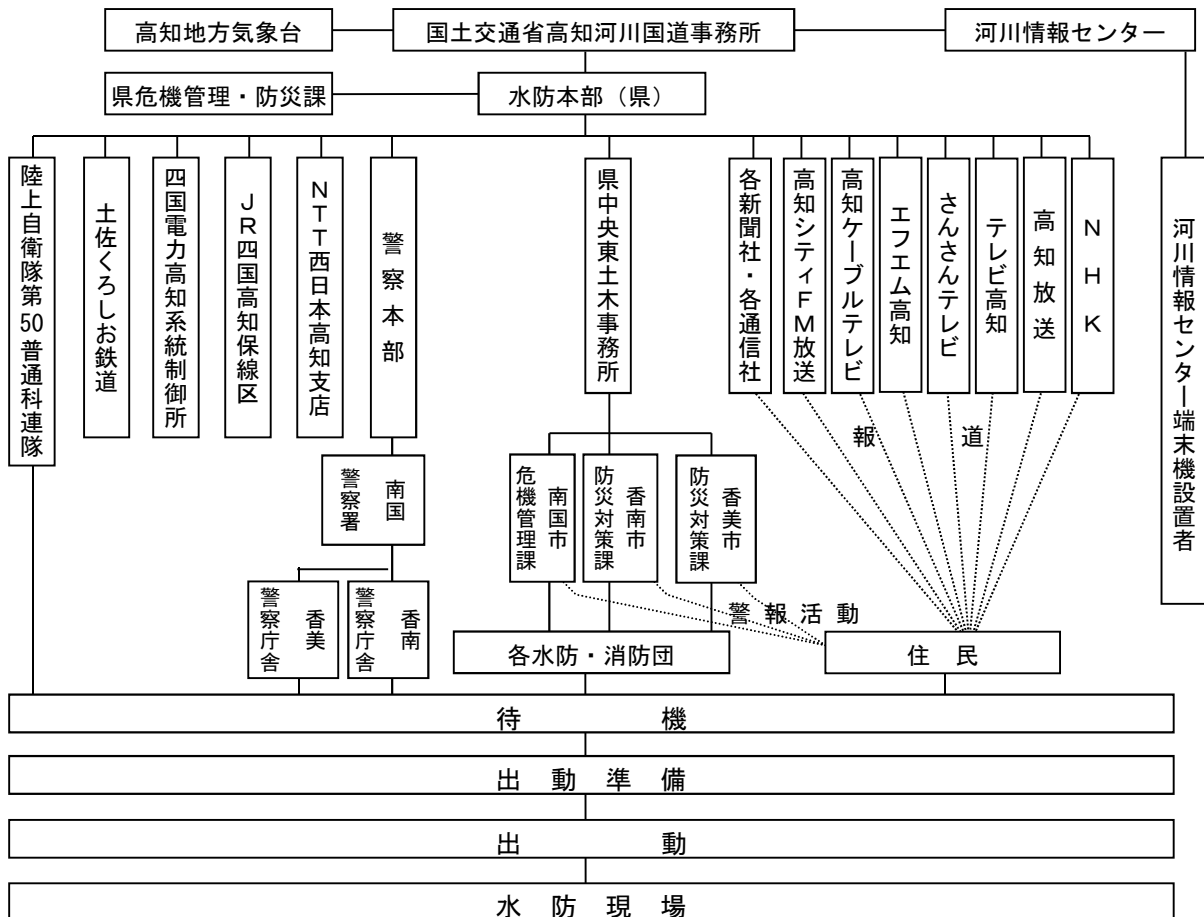 高知地方気象台
国土交通省高知河川国道事務所
河川情報センター
県危機管理・防災課
水防本部（県）
陸上自衛隊第50普通科連隊
土佐くろしお鉄道
四国電力高知系統制御所
ＪＲ四国高知保線区
ＮＴＴ西日本高知支店
警察本部
県中央東土木事務所
各新聞社・各通信社
高知シティＦＭ放送
高知ケーブルテレビ
エフエム高知
さんさんテレビ
テレビ高知
高知放送
ＮＨＫ
河川情報センター端末機設置者
報道
南国
警察署
南国市
危機管理課
香南市
防災対策課
香美市
防災対策課
香美
警察庁舎
香南
警察庁舎
警報活動
各水防・消防団
住民
待機
出動準備
出動
水防現場